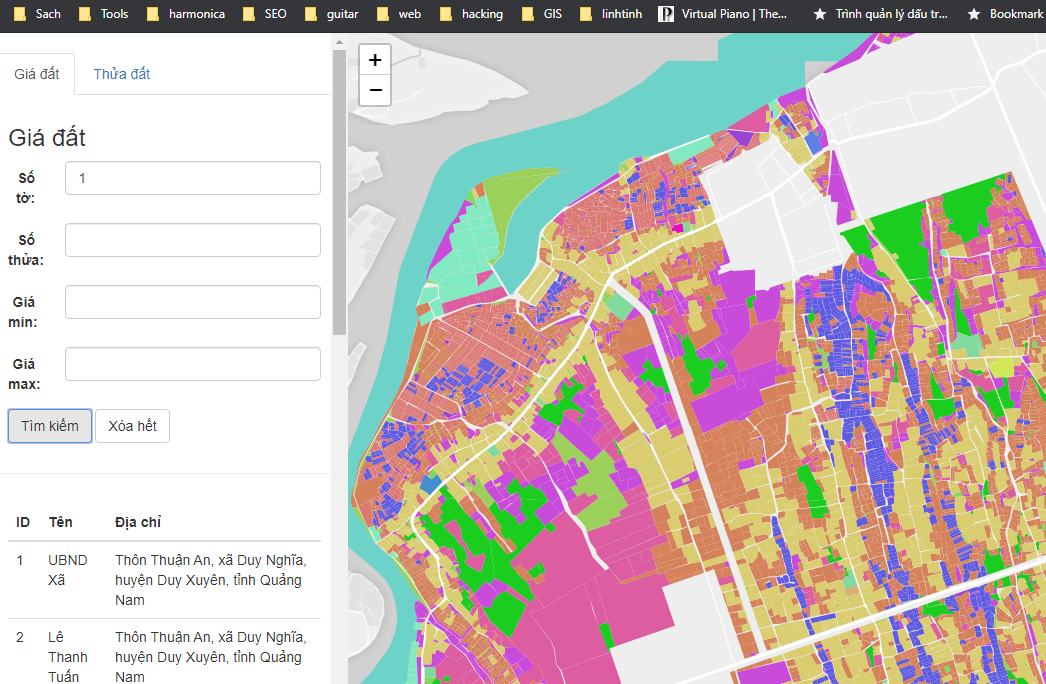 Sach Tools harmonica SEO guitar web hacking GIS linhtinh Virtual Piano | The... Trình quản lý dấu tr... Bookmark
Giá đất Thửa đất
+
−
Giá đất
Số tờ: 1
Số thửa:
Giá min:
Giá max:
Tìm kiếm Xóa hết
ID Tên Địa chỉ
1 UBND Xã Thôn Thuận An, xã Duy Nghĩa, huyện Duy Xuyên, tỉnh Quảng Nam
2 Lê Thanh Tuấn Thôn Thuận An, xã Duy Nghĩa, huyện Duy Xuyên, tỉnh Quảng Nam